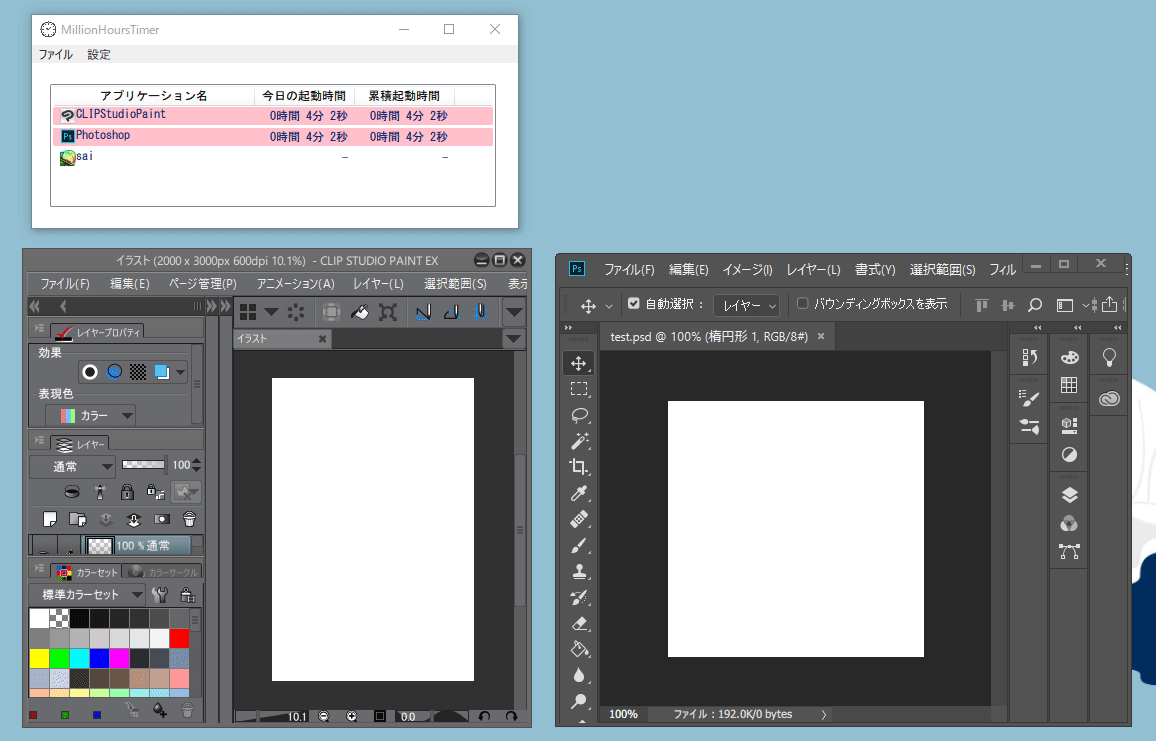 MillionHoursTimer
ファイル 設定
アプリケーション名 今日の起動時間 累積起動時間
CLIPStudioPaint 0時間 4分 2秒 0時間 4分 2秒
Photoshop 0時間 4分 2秒 0時間 4分 2秒
sai – –
イラスト (2000 x 3000px 600dpi 10.1%) - CLIP STUDIO PAINT EX
ファイル(F) 編集(E) ページ管理(P) アニメーション(A) レイヤー(L) 選択範囲(S) 表示
イラスト
レイヤープロパティ
効果
表現色
カラー
レイヤー
通常 100
100 % 通常
カラーセット カラーサークル
標準カラーセット
10.1 0.0
Ps ファイル(F) 編集(E) イメージ(I) レイヤー(L) 書式(Y) 選択範囲(S) フィル
自動選択： レイヤー バウンディングボックスを表示
test.psd @ 100% (楕円形 1, RGB/8#)
100% ファイル：192.0K/0 bytes